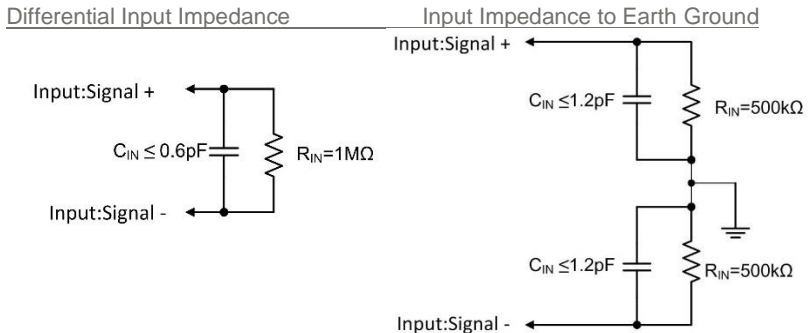 Differential Input Impedance
Input:Signal +
C_IN ≤ 0.6pF
R_IN=1MΩ
Input:Signal -
Input Impedance to Earth Ground
Input:Signal +
C_IN ≤1.2pF
R_IN=500kΩ
C_IN ≤1.2pF
R_IN=500kΩ
Input:Signal -